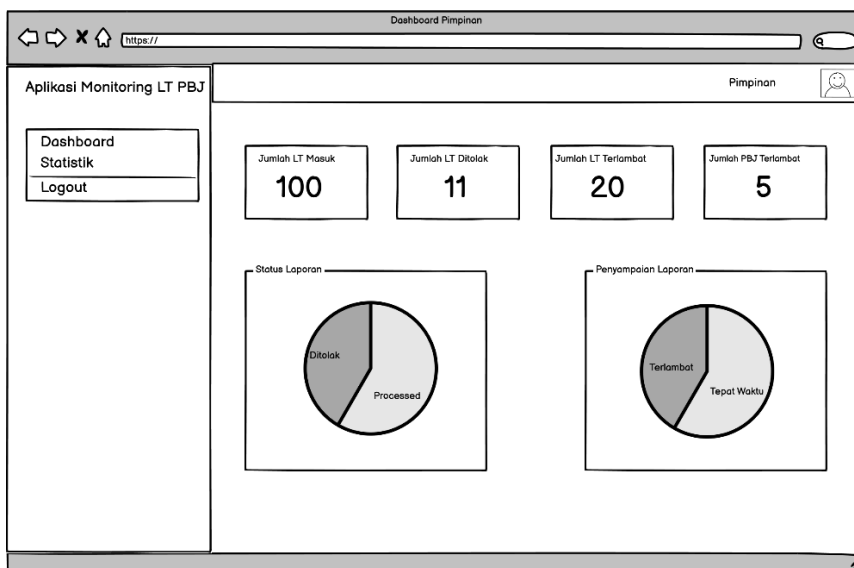 Dashboard Pimpinan
https://
Aplikasi Monitoring LT PBJ
Pimpinan
Dashboard
Statistik
Logout
Jumlah LT Masuk
100
Jumlah LT Ditolak
11
Jumlah LT Terlambat
20
Jumlah PBJ Terlambat
5
Status Laporan
Ditolak
Processed
Penyampaian Laporan
Terlambat
Tepat Waktu